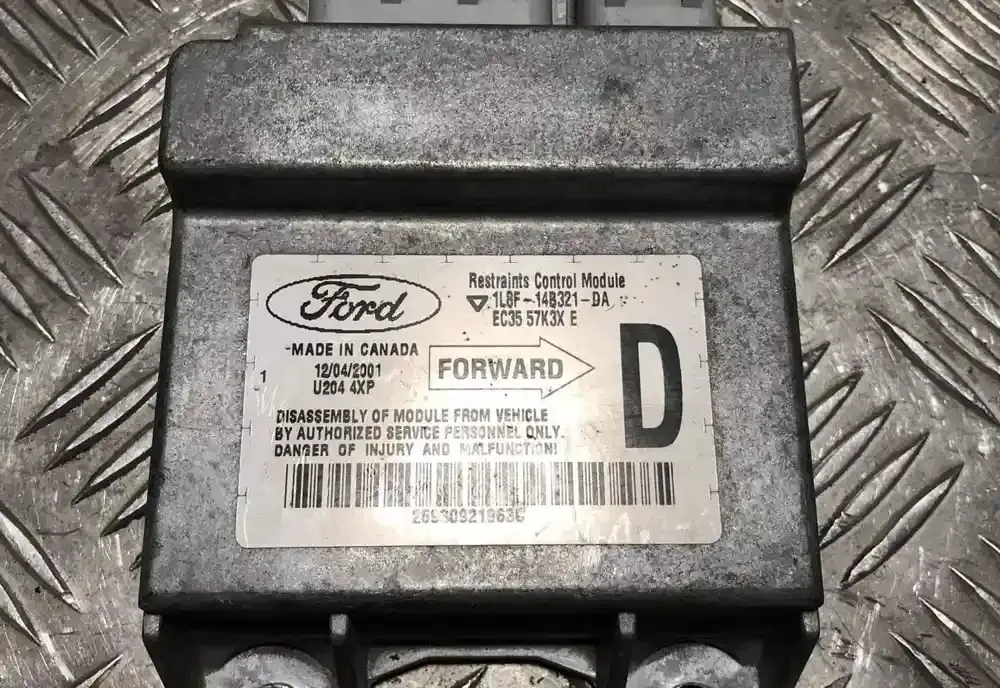 Ford
Restraints Control Module
1L8F-14B321-DA
EC35 57K3X E
-MADE IN CANADA
12/04/2001
U204 4XP
1
FORWARD
D
DISASSEMBLY OF MODULE FROM VEHICLE
BY AUTHORIZED SERVICE PERSONNEL ONLY.
DANGER OF INJURY AND MALFUNCTION!